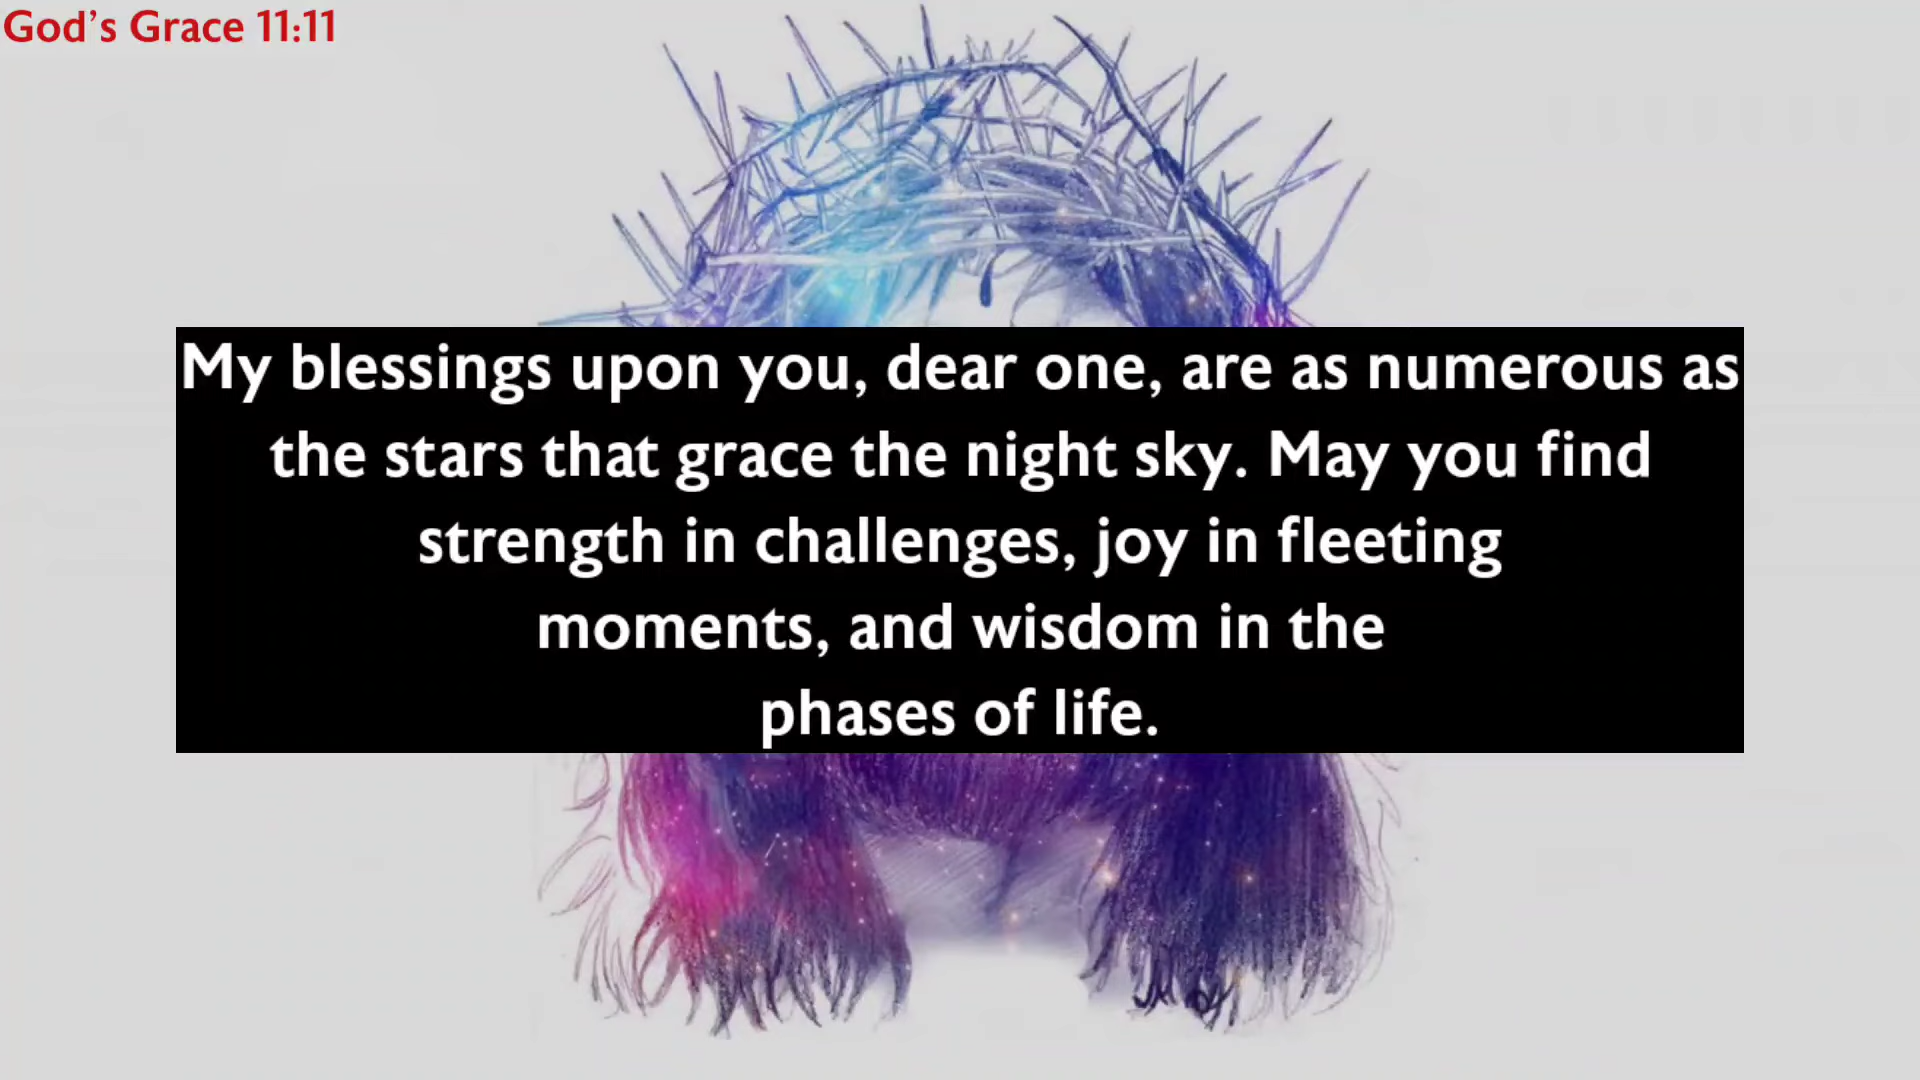 God’s Grace 11:11
My blessings upon you, dear one, are as numerous as
the stars that grace the night sky. May you find
strength in challenges, joy in fleeting
moments, and wisdom in the
phases of life.